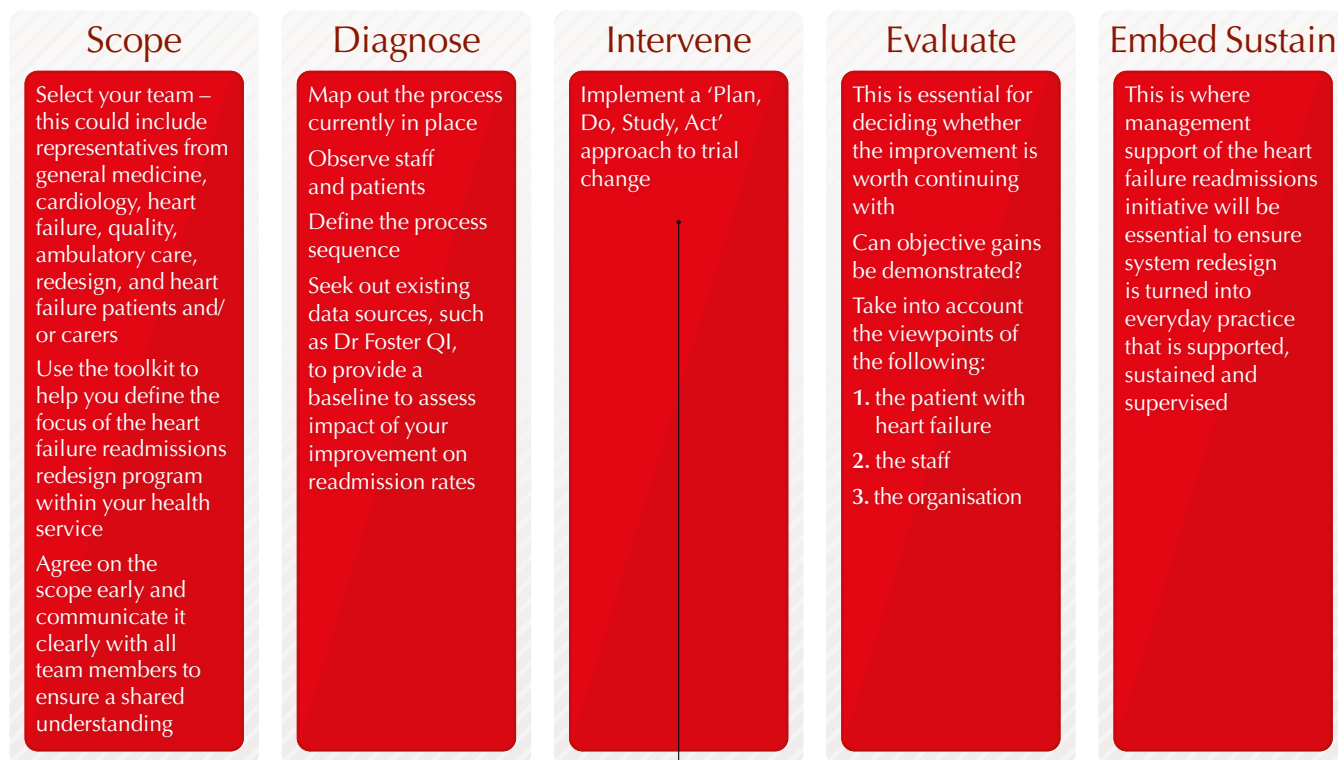 Scope
Select your team –
this could include
representatives from
general medicine,
cardiology, heart
failure, quality,
ambulatory care,
redesign, and heart
failure patients and/
or carers
Use the toolkit to
help you define the
focus of the heart
failure readmissions
redesign program
within your health
service
Agree on the
scope early and
communicate it
clearly with all
team members to
ensure a shared
understanding
Diagnose
Map out the process
currently in place
Observe staff
and patients
Define the process
sequence
Seek out existing
data sources, such
as Dr Foster QI,
to provide a
baseline to assess
impact of your
improvement on
readmission rates
Intervene
Implement a ‘Plan,
Do, Study, Act’
approach to trial
change
Evaluate
This is essential for
deciding whether
the improvement is
worth continuing
with
Can objective gains
be demonstrated?
Take into account
the viewpoints of
the following:
1. the patient with
heart failure
2. the staff
3. the organisation
Embed Sustain
This is where
management
support of the heart
failure readmissions
initiative will be
essential to ensure
system redesign
is turned into
everyday practice
that is supported,
sustained and
supervised